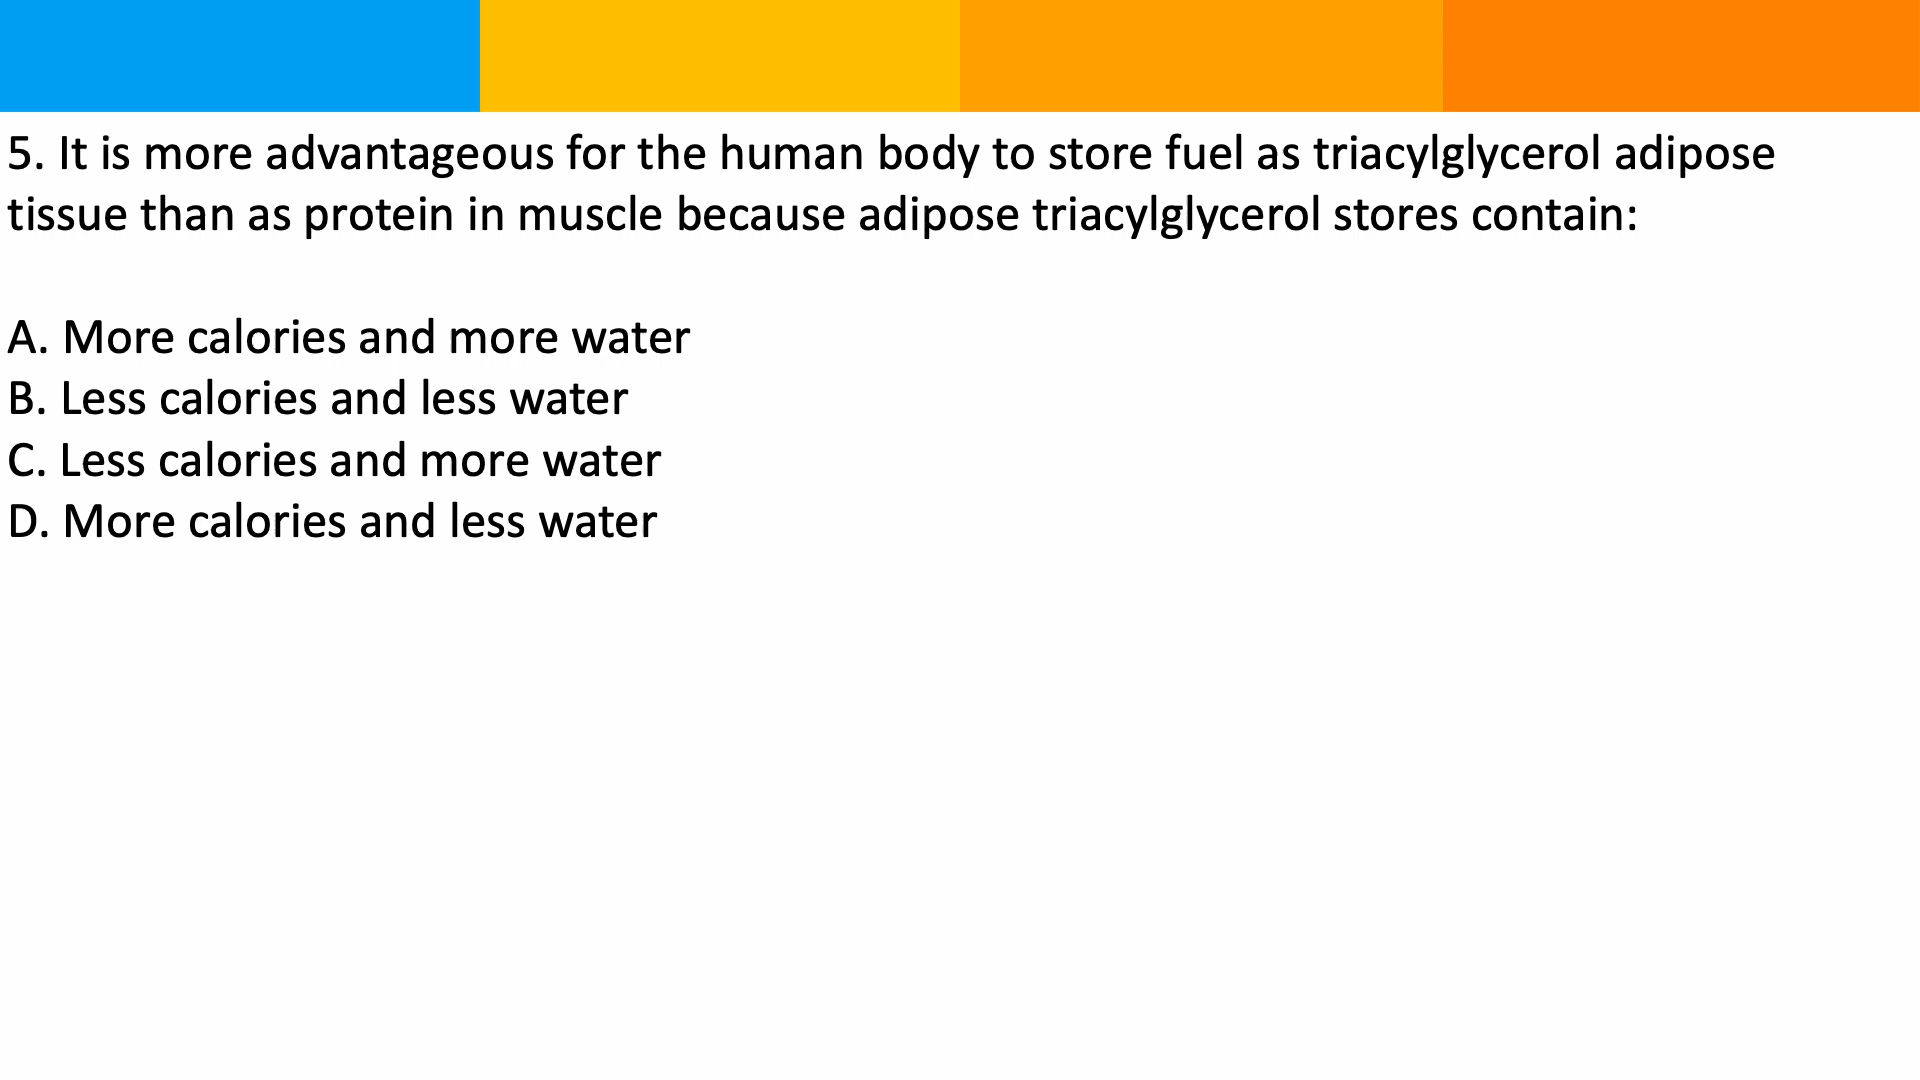 5. It is more advantageous for the human body to store fuel as triacylglycerol adipose
tissue than as protein in muscle because adipose triacylglycerol stores contain:
A. More calories and more water
B. Less calories and less water
C. Less calories and more water
D. More calories and less water